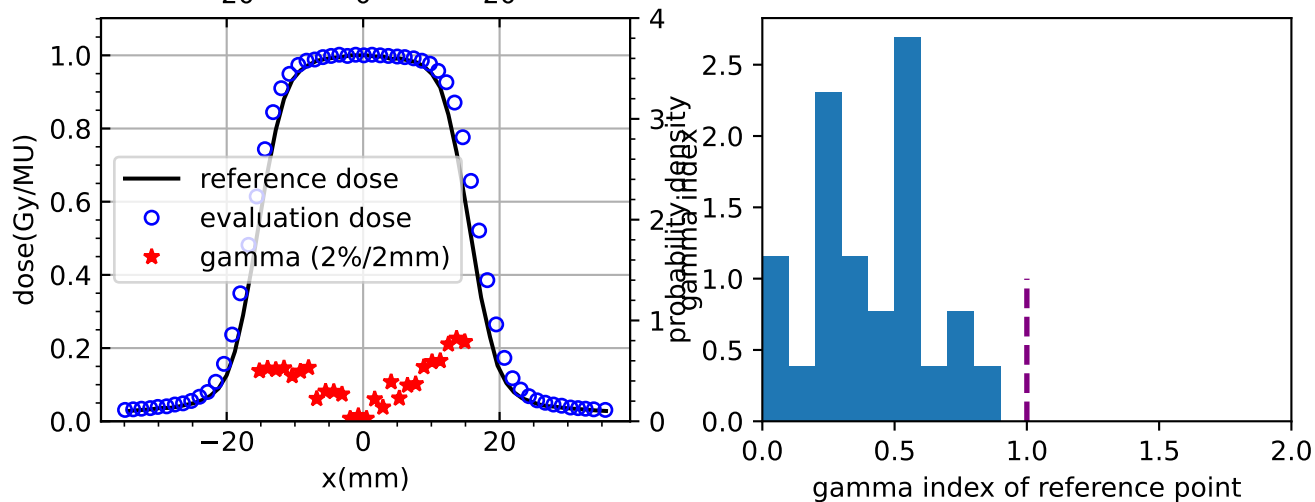 −20 0 20
1.0
0.8
0.6
0.4
0.2
0.0
dose(Gy/MU)
−20 0 20
x(mm)
reference dose
evaluation dose
gamma (2%/2mm)
4
3
2
1
0
gamma index
probability density
2.5
2.0
1.5
1.0
0.5
0.0
0.0 0.5 1.0 1.5 2.0
gamma index of reference point